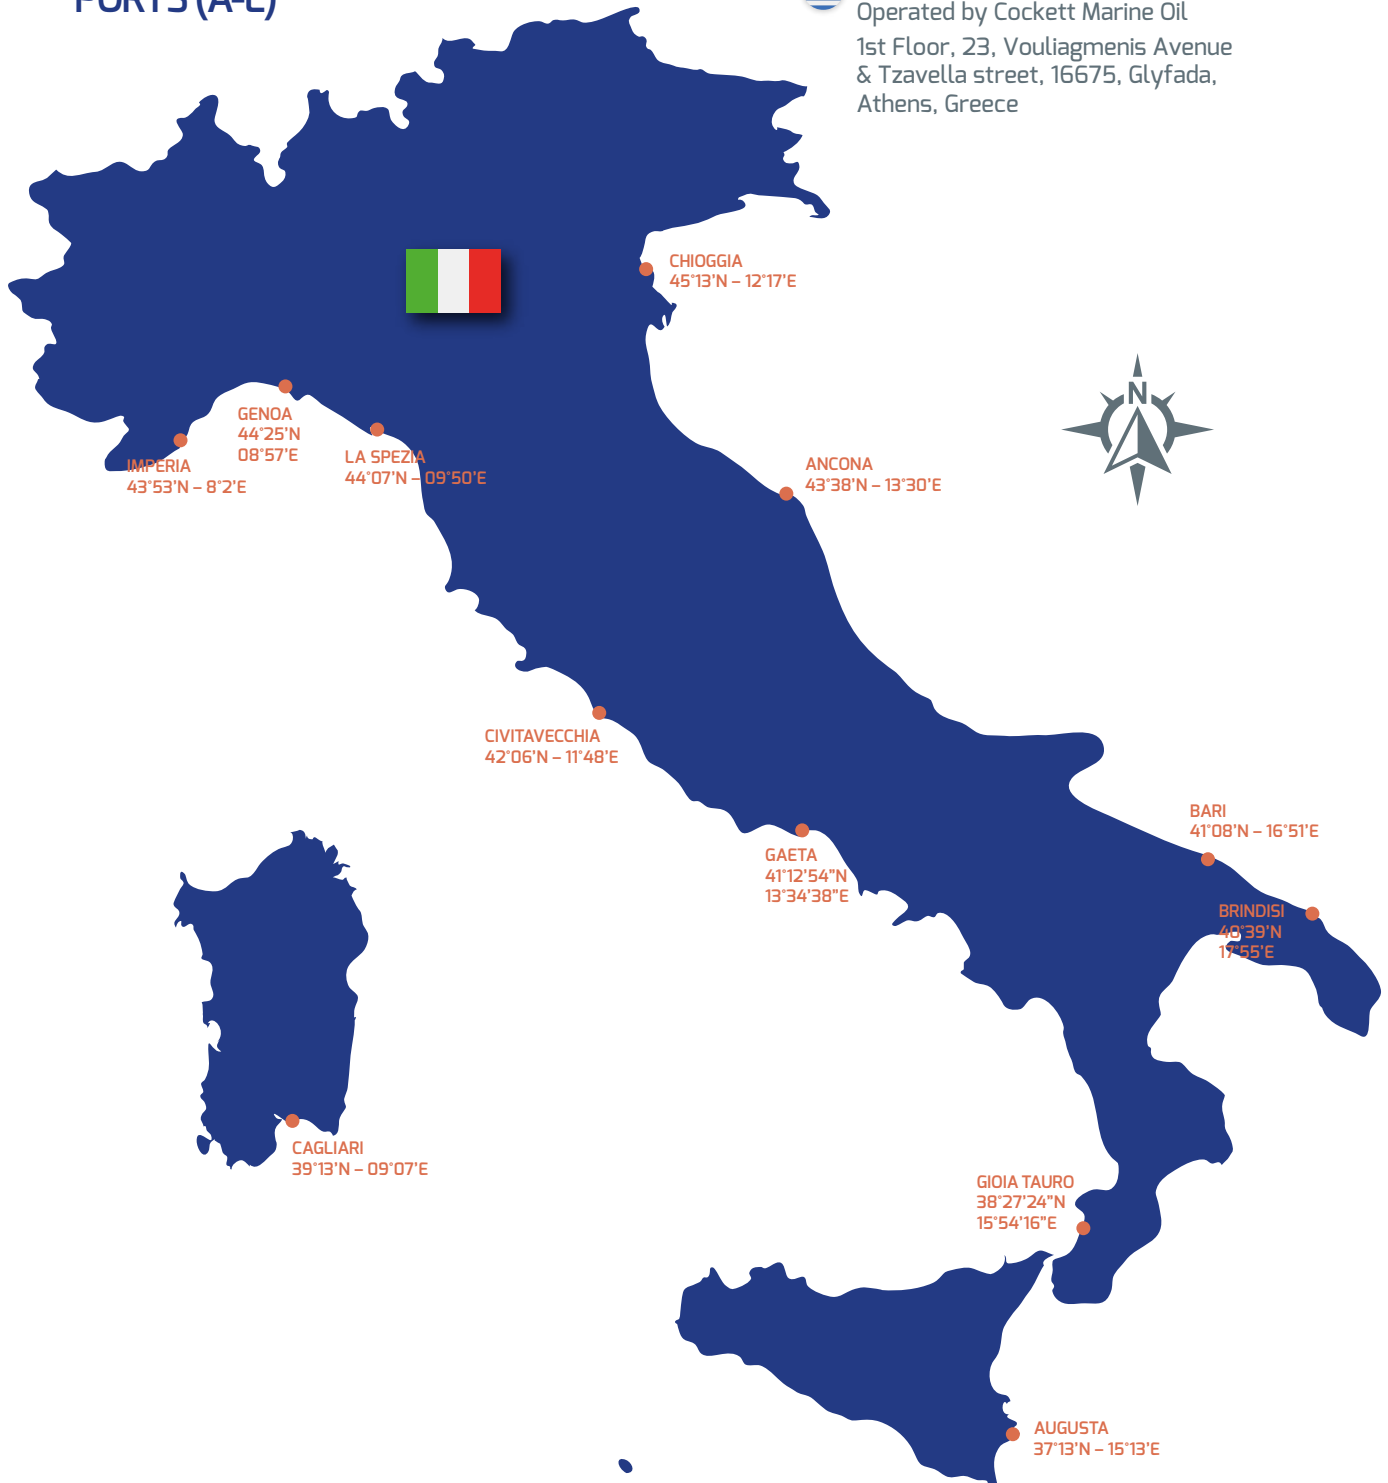 PORTS (A-L)
Operated by Cockett Marine Oil
1st Floor, 23, Vouliagmenis Avenue
& Tzavella street, 16675, Glyfada,
Athens, Greece
CHIOGGIA
45°13'N – 12°17'E
N
GENOA
44°25'N
08°57'E
IMPERIA
43°53'N – 8°2'E
LA SPEZIA
44°07'N – 09°50'E
ANCONA
43°38'N – 13°30'E
CIVITAVECCHIA
42°06'N – 11°48'E
BARI
41°08'N – 16°51'E
GAETA
41°12'54"N
13°34'38"E
BRINDISI
40°39'N
17°55'E
CAGLIARI
39°13'N – 09°07'E
GIOIA TAURO
38°27'24"N
15°54'16"E
AUGUSTA
37°13'N – 15°13'E